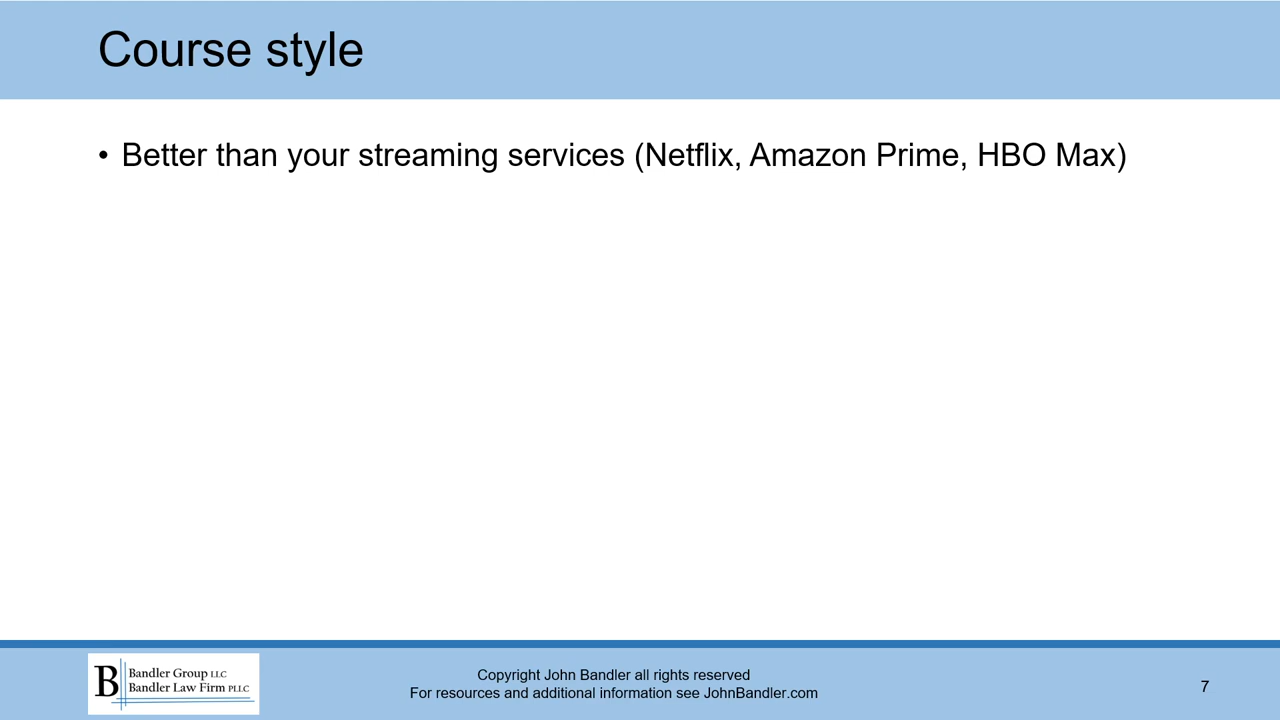 Course style
• Better than your streaming services (Netflix, Amazon Prime, HBO Max)
B Bandler Group LLC
Bandler Law Firm PLLC
Copyright John Bandler all rights reserved
For resources and additional information see JohnBandler.com
7